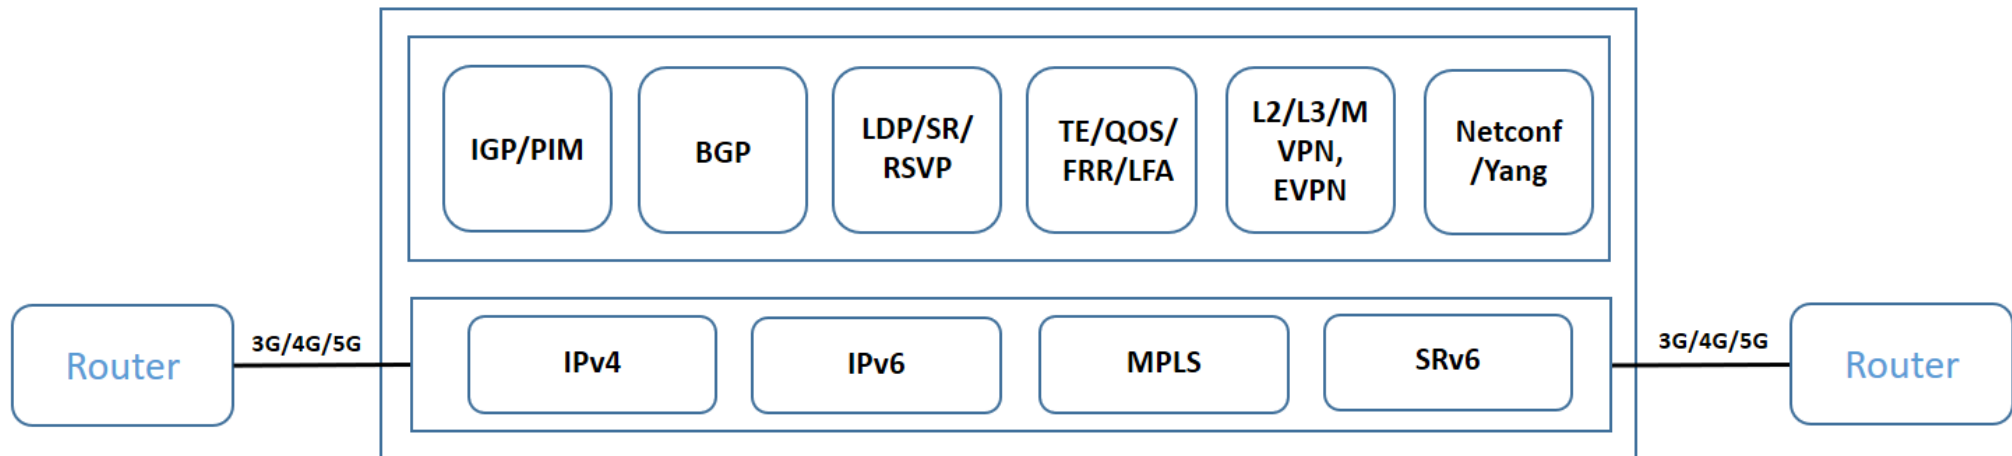 IGP/PIM
BGP
LDP/SR/
RSVP
TE/QOS/
FRR/LFA
L2/L3/M
VPN,
EVPN
Netconf
/Yang
Router
3G/4G/5G
IPv4
IPv6
MPLS
SRv6
3G/4G/5G
Router